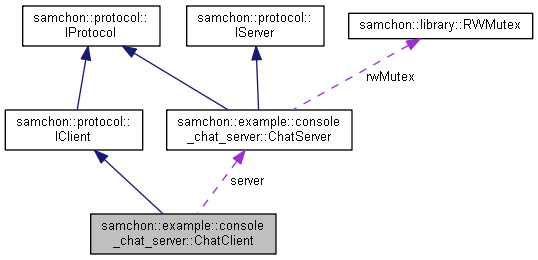 samchon::protocol::
IProtocol
samchon::protocol::
IServer
samchon::library::RWMutex
rwMutex
samchon::protocol::
IClient
samchon::example::console
_chat_server::ChatServer
server
samchon::example::console
_chat_server::ChatClient